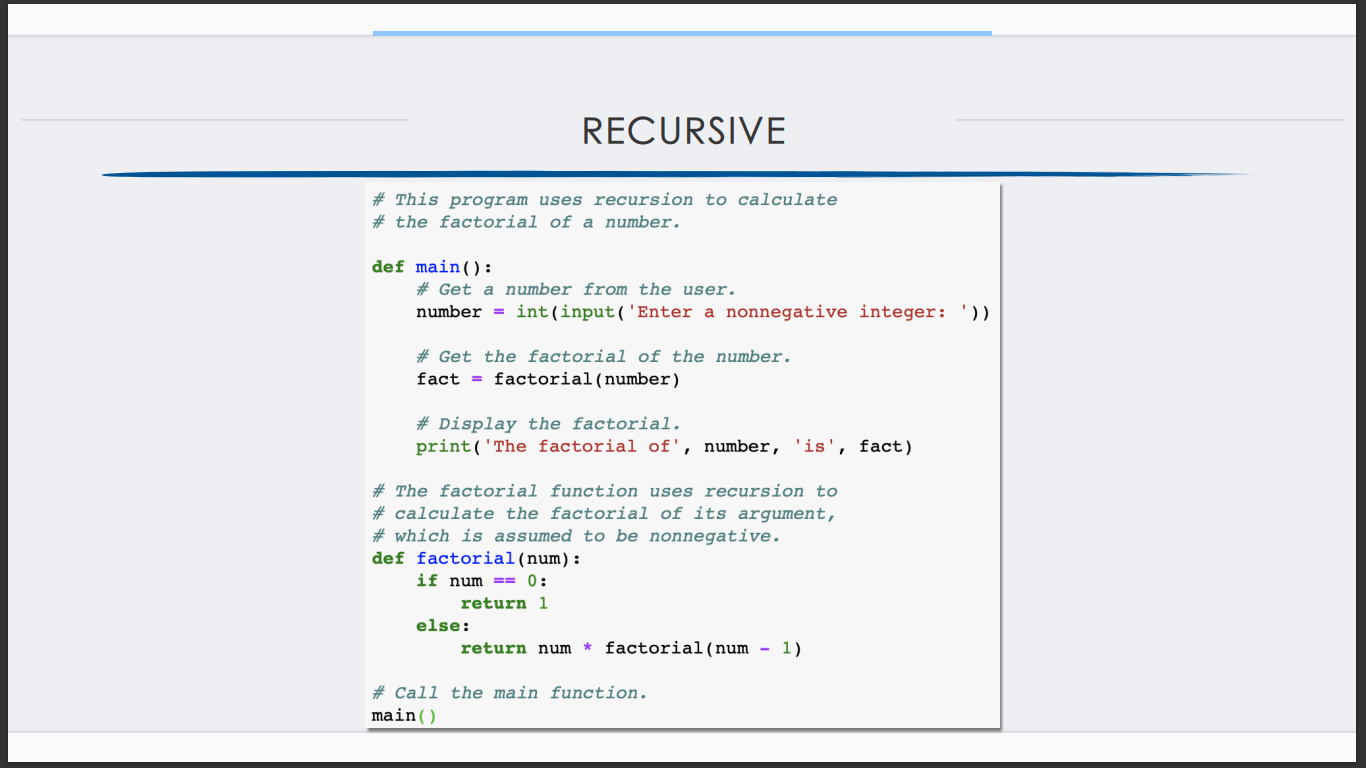 RECURSIVE
# This program uses recursion to calculate
# the factorial of a number.
def main():
    # Get a number from the user.
    number = int(input('Enter a nonnegative integer: '))
    # Get the factorial of the number.
    fact = factorial(number)
    # Display the factorial.
    print('The factorial of', number, 'is', fact)
# The factorial function uses recursion to
# calculate the factorial of its argument,
# which is assumed to be nonnegative.
def factorial(num):
    if num == 0:
        return 1
    else:
        return num * factorial(num - 1)
# Call the main function.
main()